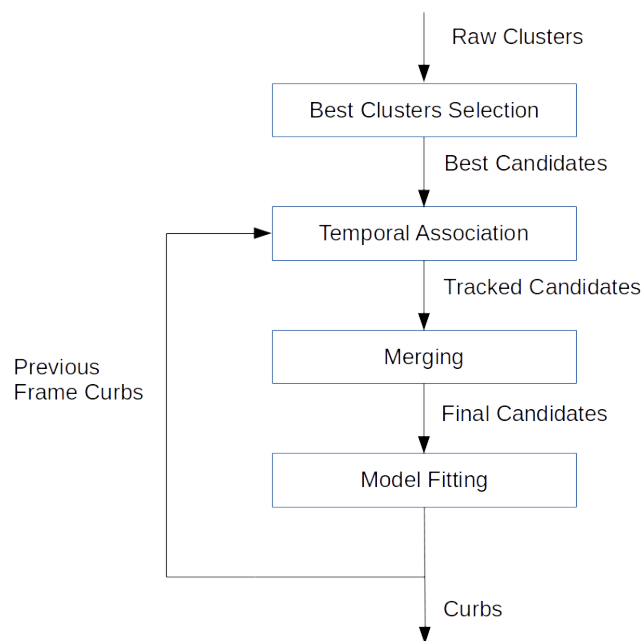 Raw Clusters
Best Clusters Selection
Best Candidates
Temporal Association
Tracked Candidates
Merging
Previous
Frame Curbs
Final Candidates
Model Fitting
Curbs